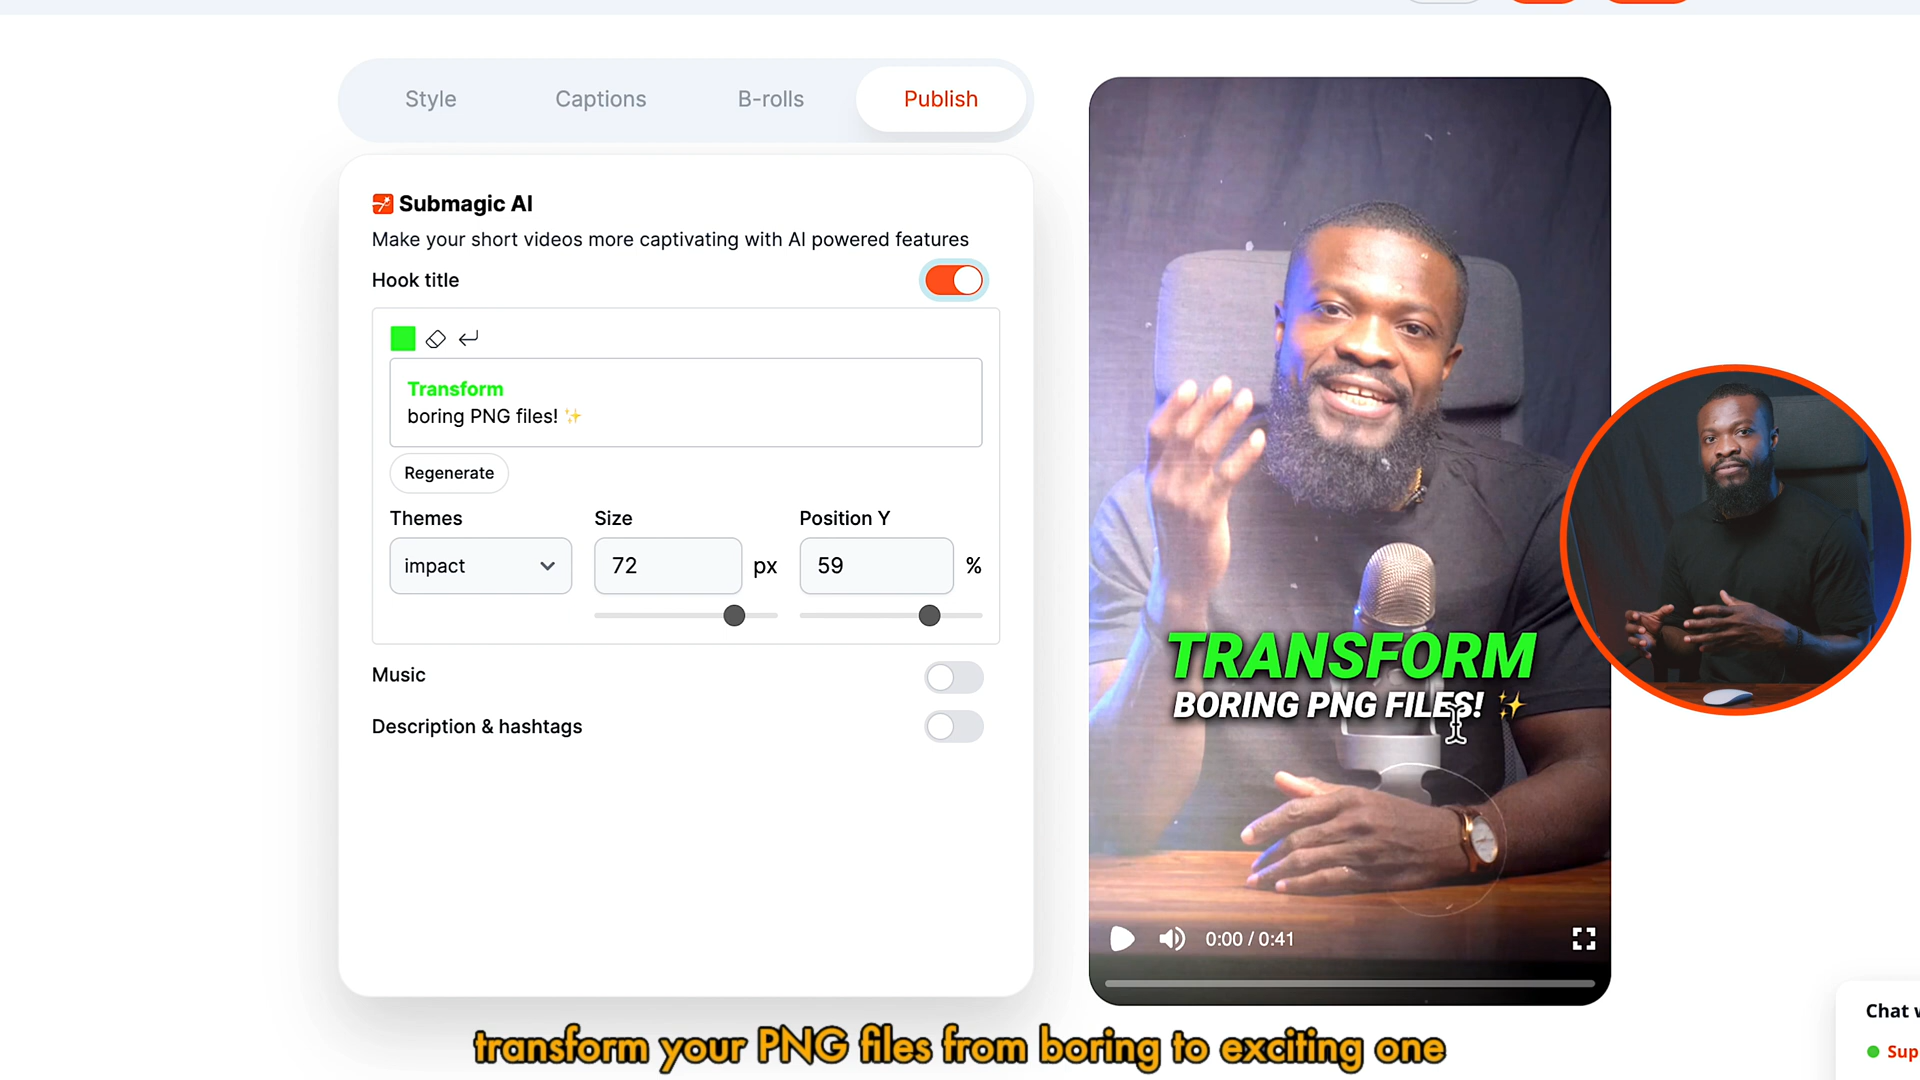 Style
Captions
B-rolls
Publish
Submagic AI
Make your short videos more captivating with AI powered features
Hook title
Transform
boring PNG files! ✨
Regenerate
Themes
Size
Position Y
impact
72
px
59
%
Music
Description & hashtags
TRANSFORM
BORING PNG FILES! ✨
0:00 / 0:41
Chat
transform your PNG files from boring to exciting one